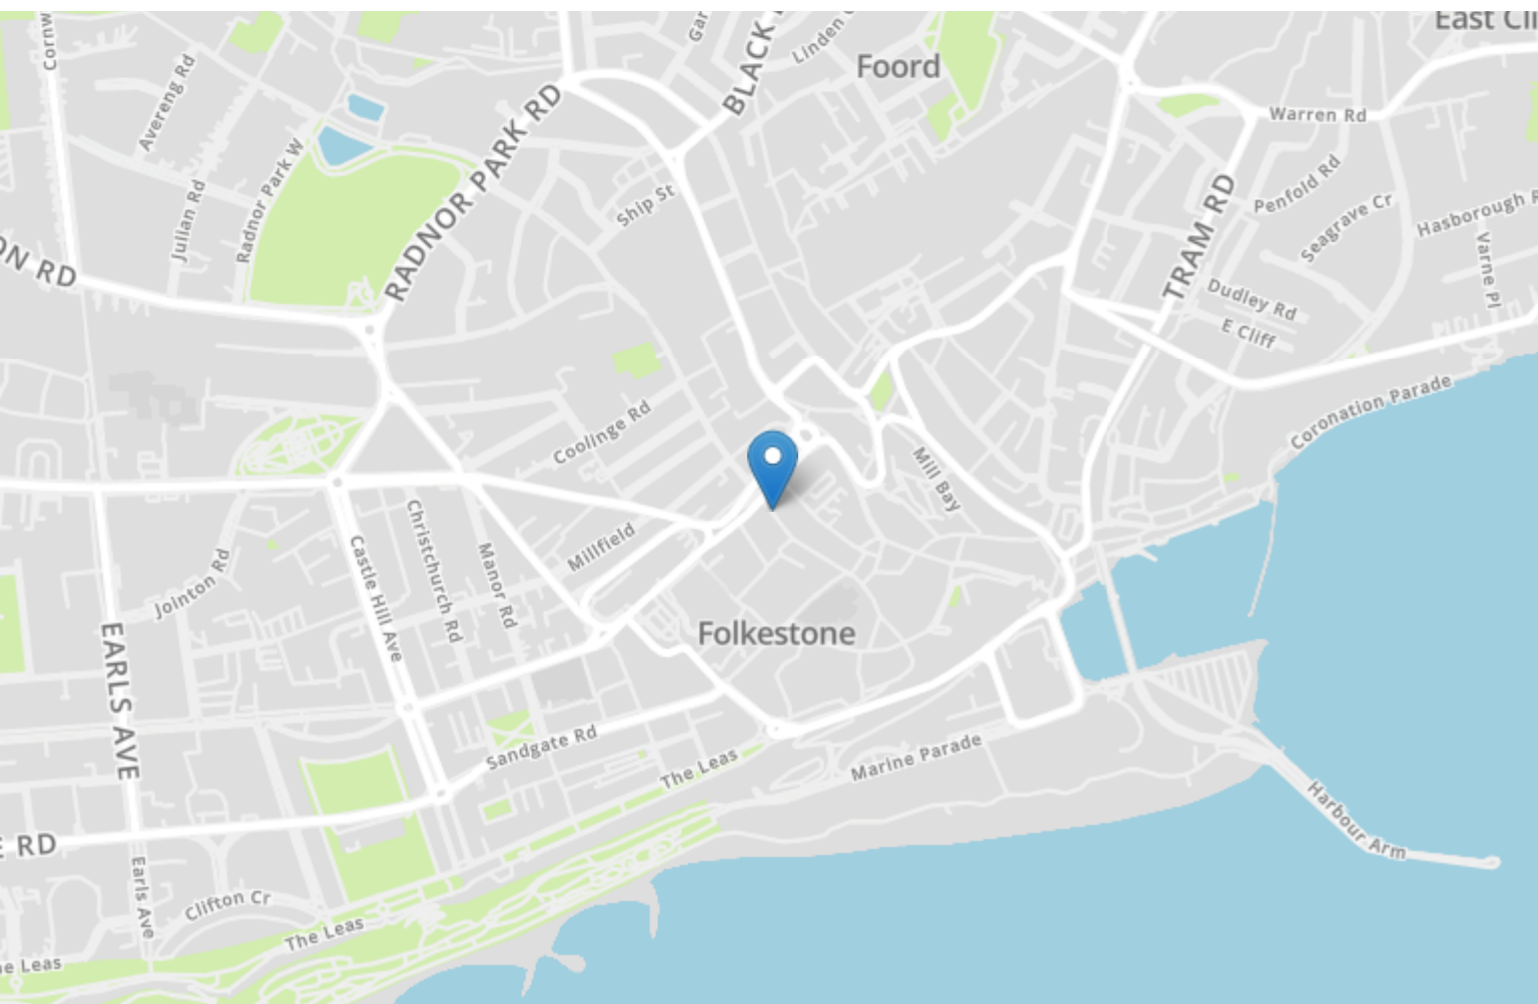 East Cli
Cornw
Gar
BLACK
Linden
Foord
Avereng Rd
RADNOR PARK RD
Warren Rd
Radnor Park W
Julian Rd
Ship St
TRAM RD
Penfold Rd
Seagrave Cr
Hasborough R
Varne Pl
ON RD
Dudley Rd
E Cliff
Coolinge Rd
Coronation Parade
Mill Bay
Christchurch Rd
Castle Hill Ave
Manor Rd
Millfield
Jointon Rd
EARLS AVE
Folkestone
Sandgate Rd
The Leas
Marine Parade
Harbour Arm
E RD
Earls Ave
Clifton Cr
The Leas
he Leas